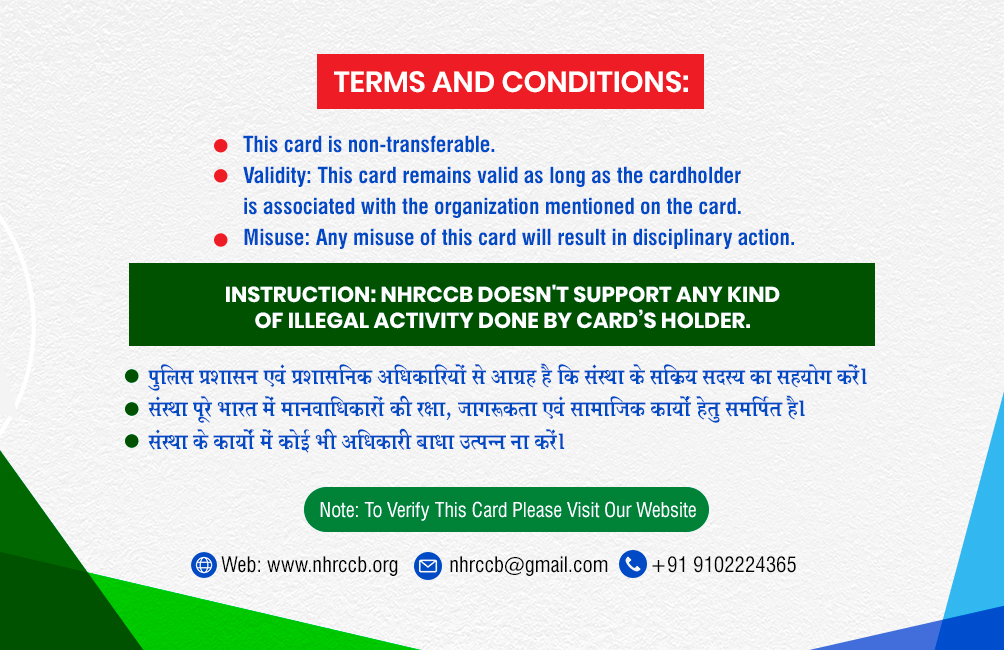 TERMS AND CONDITIONS:
This card is non-transferable.
Validity: This card remains valid as long as the cardholder
is associated with the organization mentioned on the card.
Misuse: Any misuse of this card will result in disciplinary action.
INSTRUCTION: NHRCCB DOESN'T SUPPORT ANY KIND
OF ILLEGAL ACTIVITY DONE BY CARD’S HOLDER.
पुलिस प्रशासन एवं प्रशासनिक अधिकारियों से आग्रह है कि संस्था के सकिय सदस्य का सहयोग करें।
संस्था पूरे भारत में मानवाधिकारों की रक्षा, जागरूकता एवं सामाजिक कार्यों हेतु समर्पित है।
संस्था के कार्यों में कोई भी अधिकारी बाधा उत्पन्न ना करें।
Note: To Verify This Card Please Visit Our Website
Web: www.nhrccb.org nhrccb@gmail.com +91 9102224365